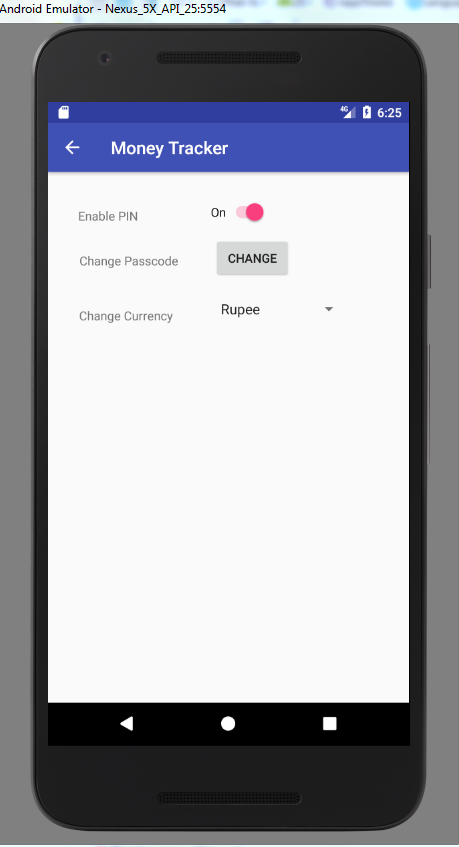 Android Emulator - Nexus_5X_API_25:5554
4G 6:25
Money Tracker
Enable PIN On
Change Passcode CHANGE
Change Currency Rupee